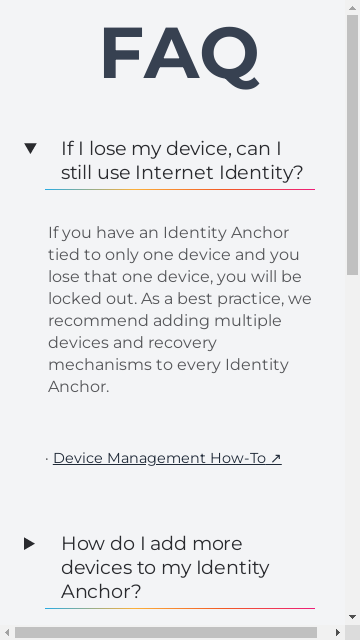 FAQ
If I lose my device, can I
still use Internet Identity?
If you have an Identity Anchor
tied to only one device and you
lose that one device, you will be
locked out. As a best practice, we
recommend adding multiple
devices and recovery
mechanisms to every Identity
Anchor.
· Device Management How-To ↗
How do I add more
devices to my Identity
Anchor?